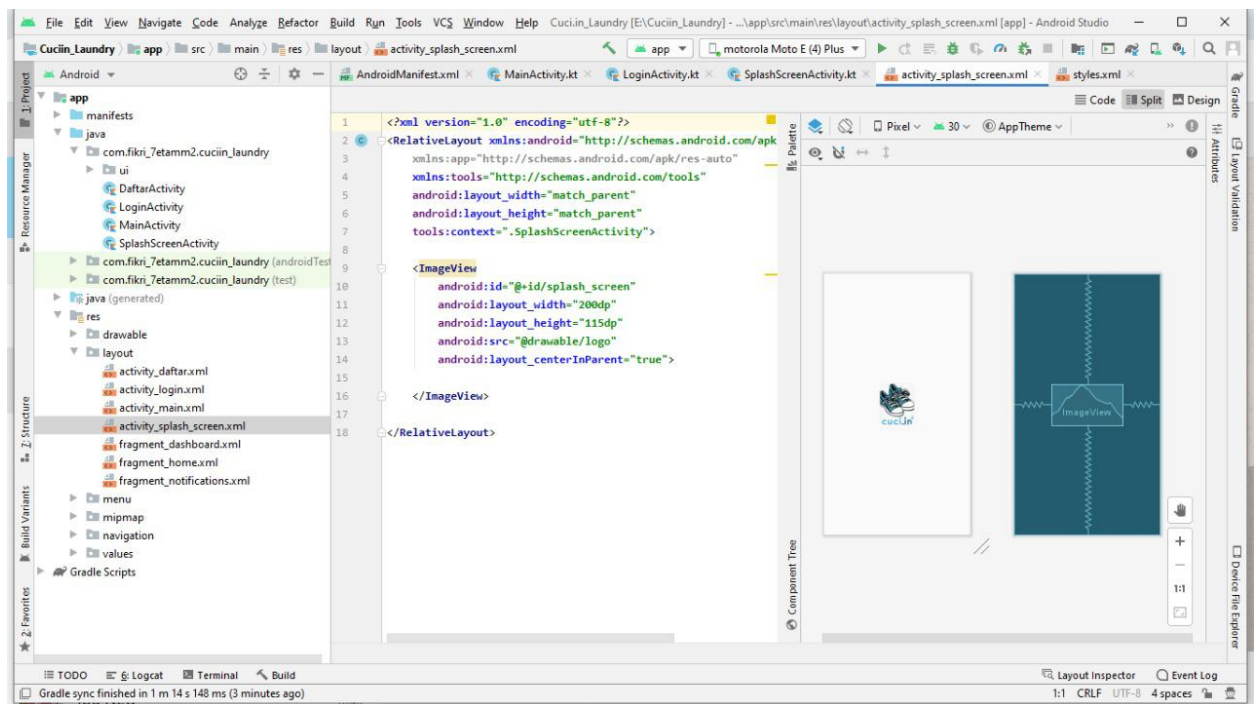 File Edit View Navigate Code Analyze Refactor Build Run Tools VCS Window Help Cuci.in_Laundry [E:\Cuciin_Laundry] - ...\app\src\main\res\layout\activity_splash_screen.xml [app] - Android Studio
Cuciin_Laundry app src main res layout activity_splash_screen.xml app motorola Moto E (4) Plus
Android
AndroidManifest.xml MainActivity.kt LoginActivity.kt SplashScreenActivity.kt activity_splash_screen.xml styles.xml
Code Split Design
Pixel 30 AppTheme
1: Project
Resource Manager
Z: Structure
Build Variants
2: Favorites
app
manifests
java
com.fikri_7etamm2.cuciin_laundry
ui
DaftarActivity
LoginActivity
MainActivity
SplashScreenActivity
com.fikri_7etamm2.cuciin_laundry (androidTest
com.fikri_7etamm2.cuciin_laundry (test)
java (generated)
res
drawable
layout
activity_daftar.xml
activity_login.xml
activity_main.xml
activity_splash_screen.xml
fragment_dashboard.xml
fragment_home.xml
fragment_notifications.xml
menu
mipmap
navigation
values
Gradle Scripts
1 <?xml version="1.0" encoding="utf-8"?>
2 <RelativeLayout xmlns:android="http://schemas.android.com/apk
3 xmlns:app="http://schemas.android.com/apk/res-auto"
4 xmlns:tools="http://schemas.android.com/tools"
5 android:layout_width="match_parent"
6 android:layout_height="match_parent"
7 tools:context=".SplashScreenActivity">
8
9 <ImageView
10 android:id="@+id/splash_screen"
11 android:layout_width="200dp"
12 android:layout_height="115dp"
13 android:src="@drawable/logo"
14 android:layout_centerInParent="true">
15
16 </ImageView>
17
18 </RelativeLayout>
Palette
Component Tree
cuci.in
ImageView
1:1
Attributes
Gradle
Layout Validation
Device File Explorer
TODO 6: Logcat Terminal Build
Layout Inspector Event Log
Gradle sync finished in 1 m 14 s 148 ms (3 minutes ago)
1:1 CRLF UTF-8 4 spaces